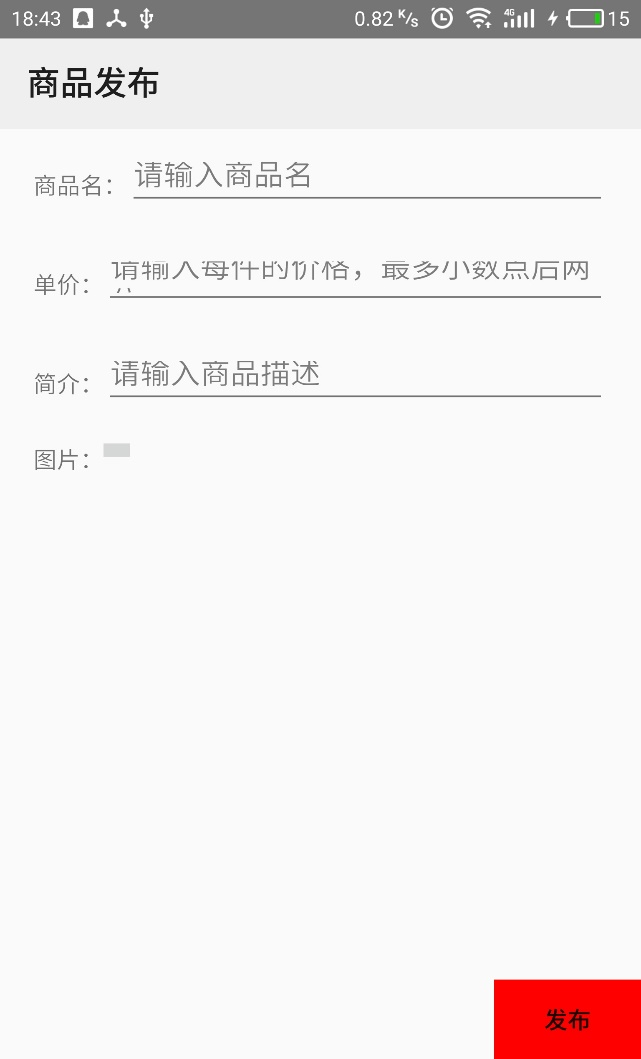 18:43 0.82 K/s 4G 15
商品发布
商品名： 请输入商品名
单价： 请输入每件的价格，最多小数点后两
简介： 请输入商品描述
图片：
发布